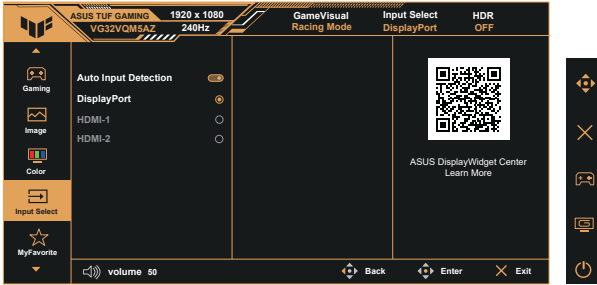 ASUS TUF GAMING 1920 x 1080
VG32VQM5AZ 240Hz
GameVisual
Racing Mode
Input Select
DisplayPort
HDR
OFF
Gaming
Image
Color
Input Select
MyFavorite
Auto Input Detection
DisplayPort
HDMI-1
HDMI-2
ASUS DisplayWidget Center
Learn More
volume 50
Back
Enter
Exit